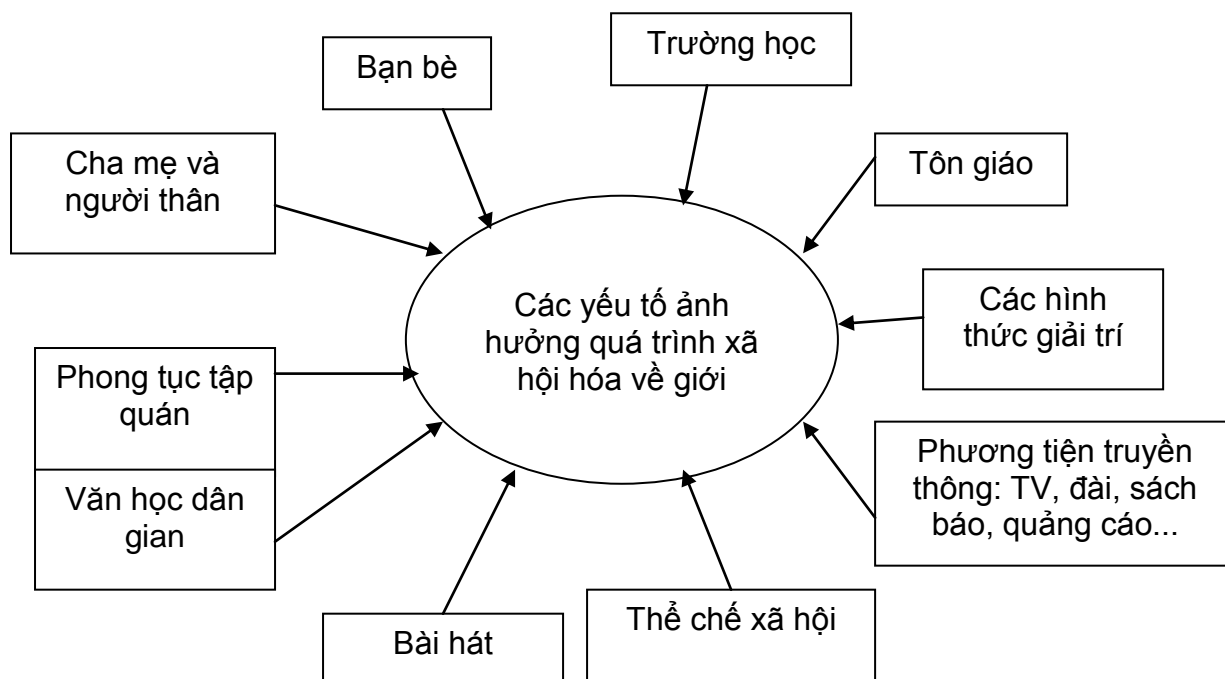 Trường học
Bạn bè
Cha mẹ và
người thân
Tôn giáo
Các yếu tố ảnh
hưởng quá trình xã
hội hóa về giới
Các hình
thức giải trí
Phong tục tập
quán
Văn học dân
gian
Phương tiện truyền
thông: TV, đài, sách
báo, quảng cáo...
Bài hát
Thể chế xã hội